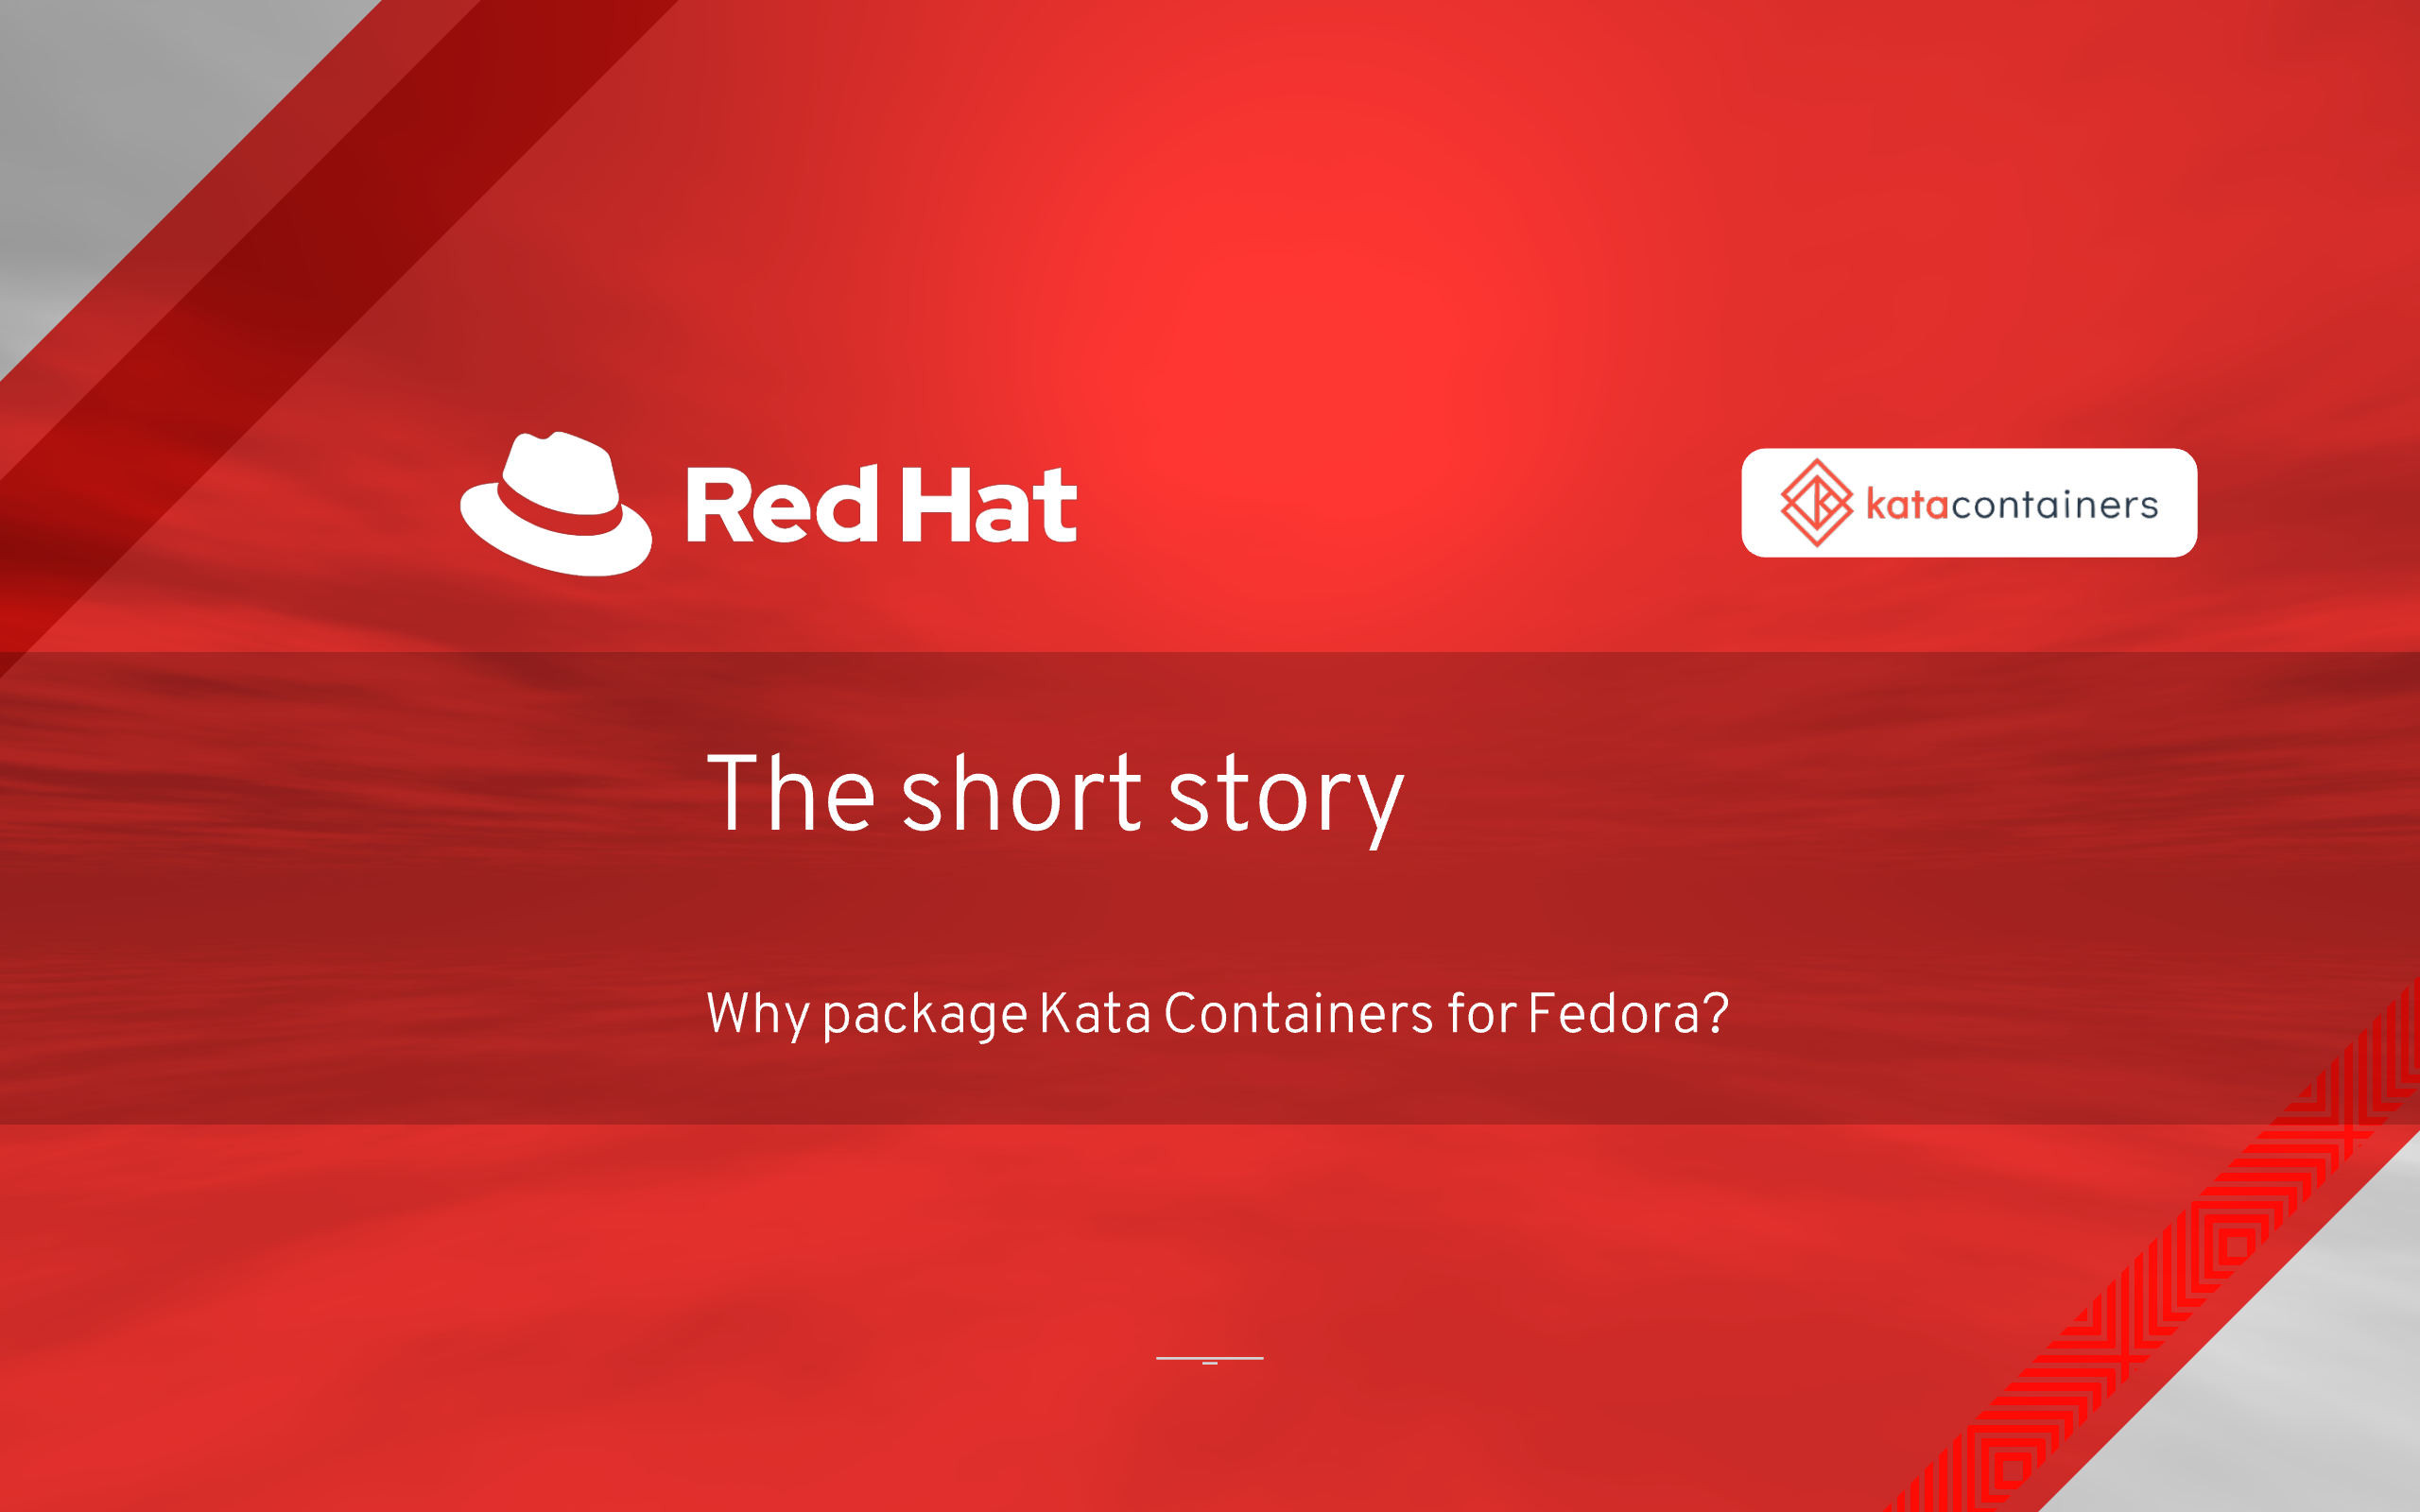 Red Hat
katacontainers
The short story
Why package Kata Containers for Fedora?